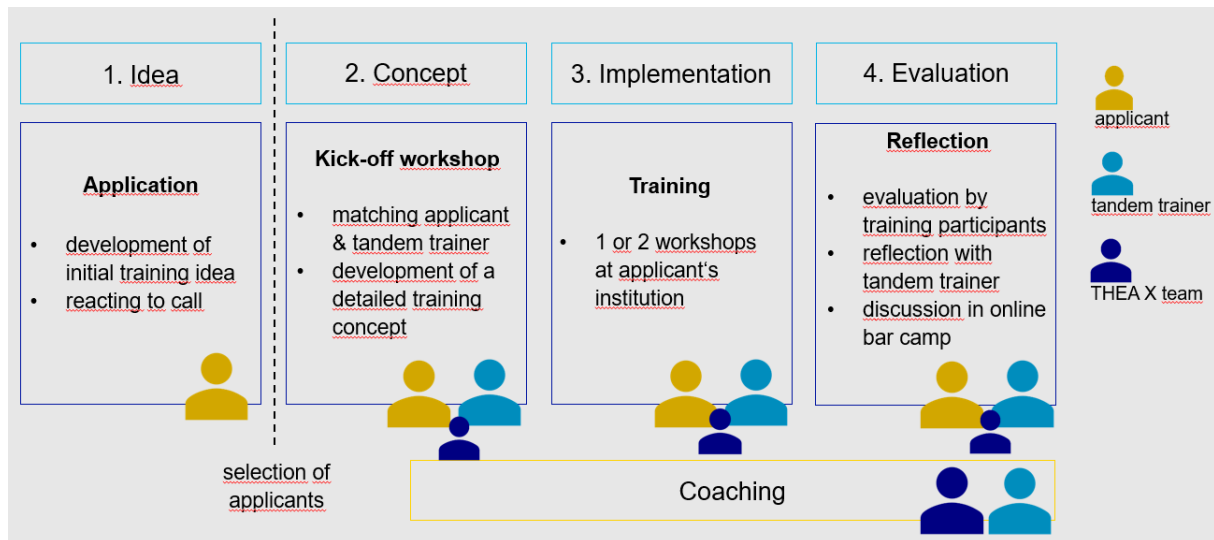 1. Idea
2. Concept
3. Implementation
4. Evaluation
Application
• development of
initial training idea
• reacting to call
Kick-off workshop
• matching applicant
& tandem trainer
• development of a
detailed training
concept
Training
• 1 or 2 workshops
at applicant‘s
institution
Reflection
• evaluation by
training participants
• reflection with
tandem trainer
• discussion in online
bar camp
applicant
tandem trainer
THEA X team
selection of
applicants
Coaching